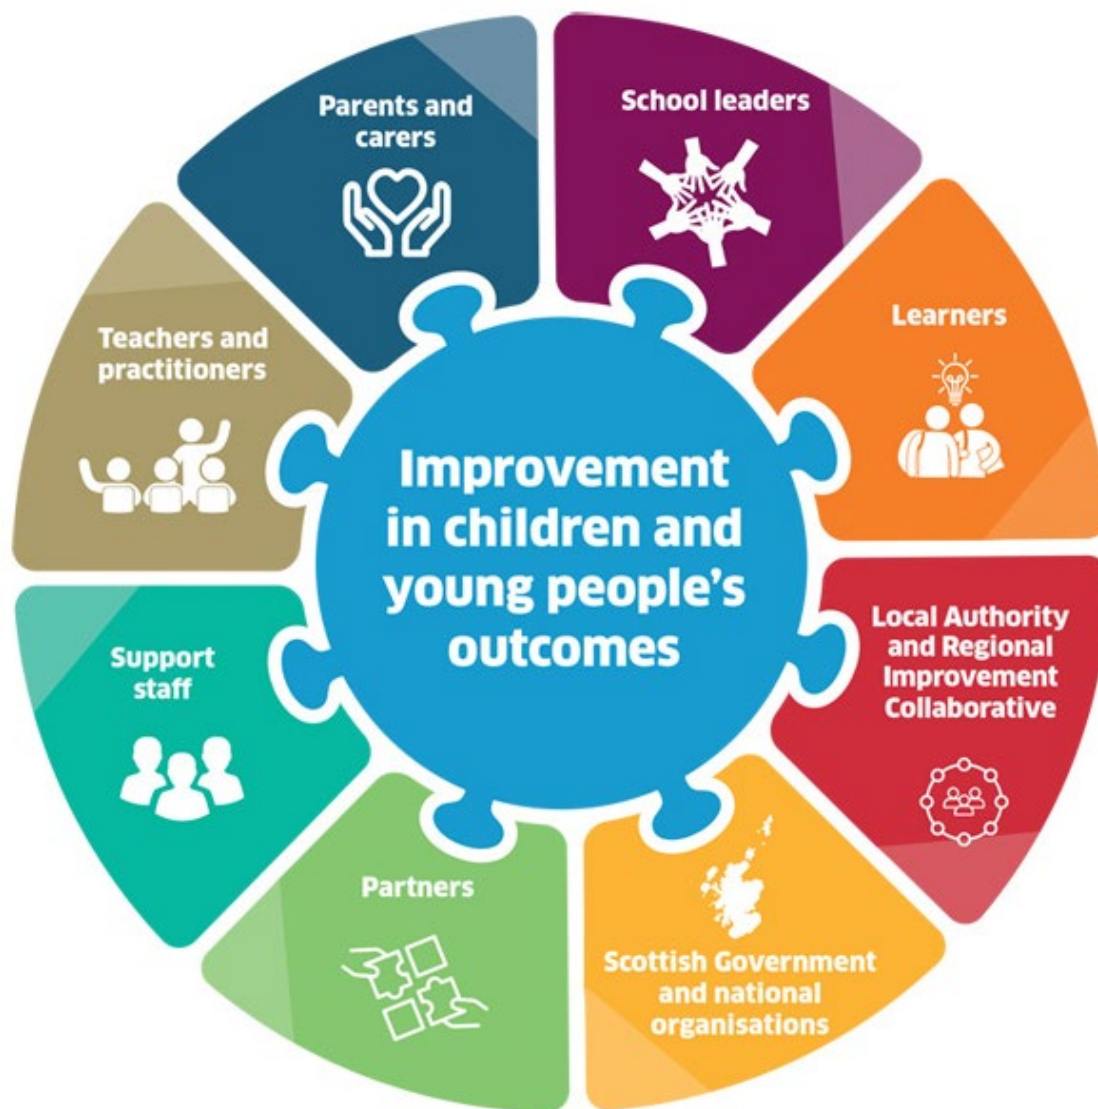 Parents and
carers
School leaders
Learners
Local Authority
and Regional
Improvement
Collaborative
Scottish Government
and national
organisations
Partners
Support
staff
Teachers and
practitioners
Improvement
in children and
young people's
outcomes